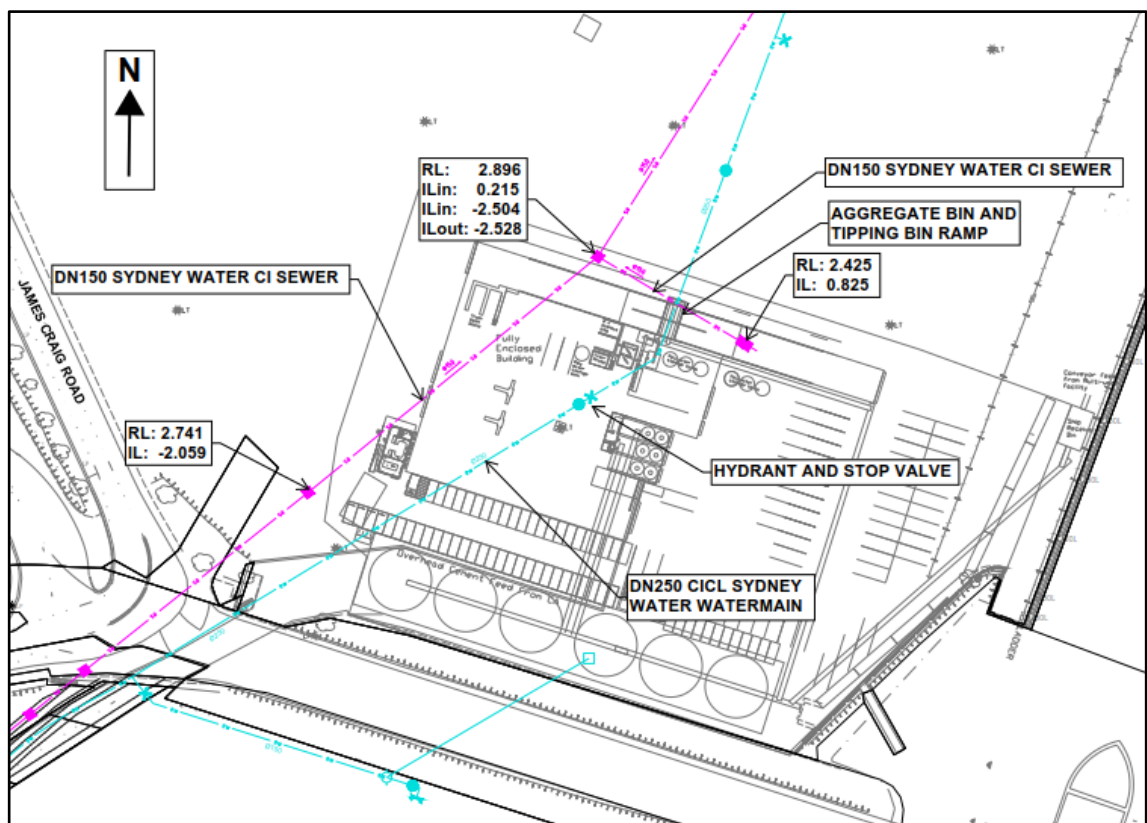 N
RL: 2.896
ILin: 0.215
ILin: -2.504
ILout: -2.528
DN150 SYDNEY WATER CI SEWER
AGGREGATE BIN AND
TIPPING BIN RAMP
RL: 2.425
IL: 0.825
DN150 SYDNEY WATER CI SEWER
JAMES CRAIG ROAD
Fully
Enclosed
Building
RL: 2.741
IL: -2.059
HYDRANT AND STOP VALVE
DN250 CICL SYDNEY
WATER WATERMAIN
Overhead Cement Feed From
LADDER